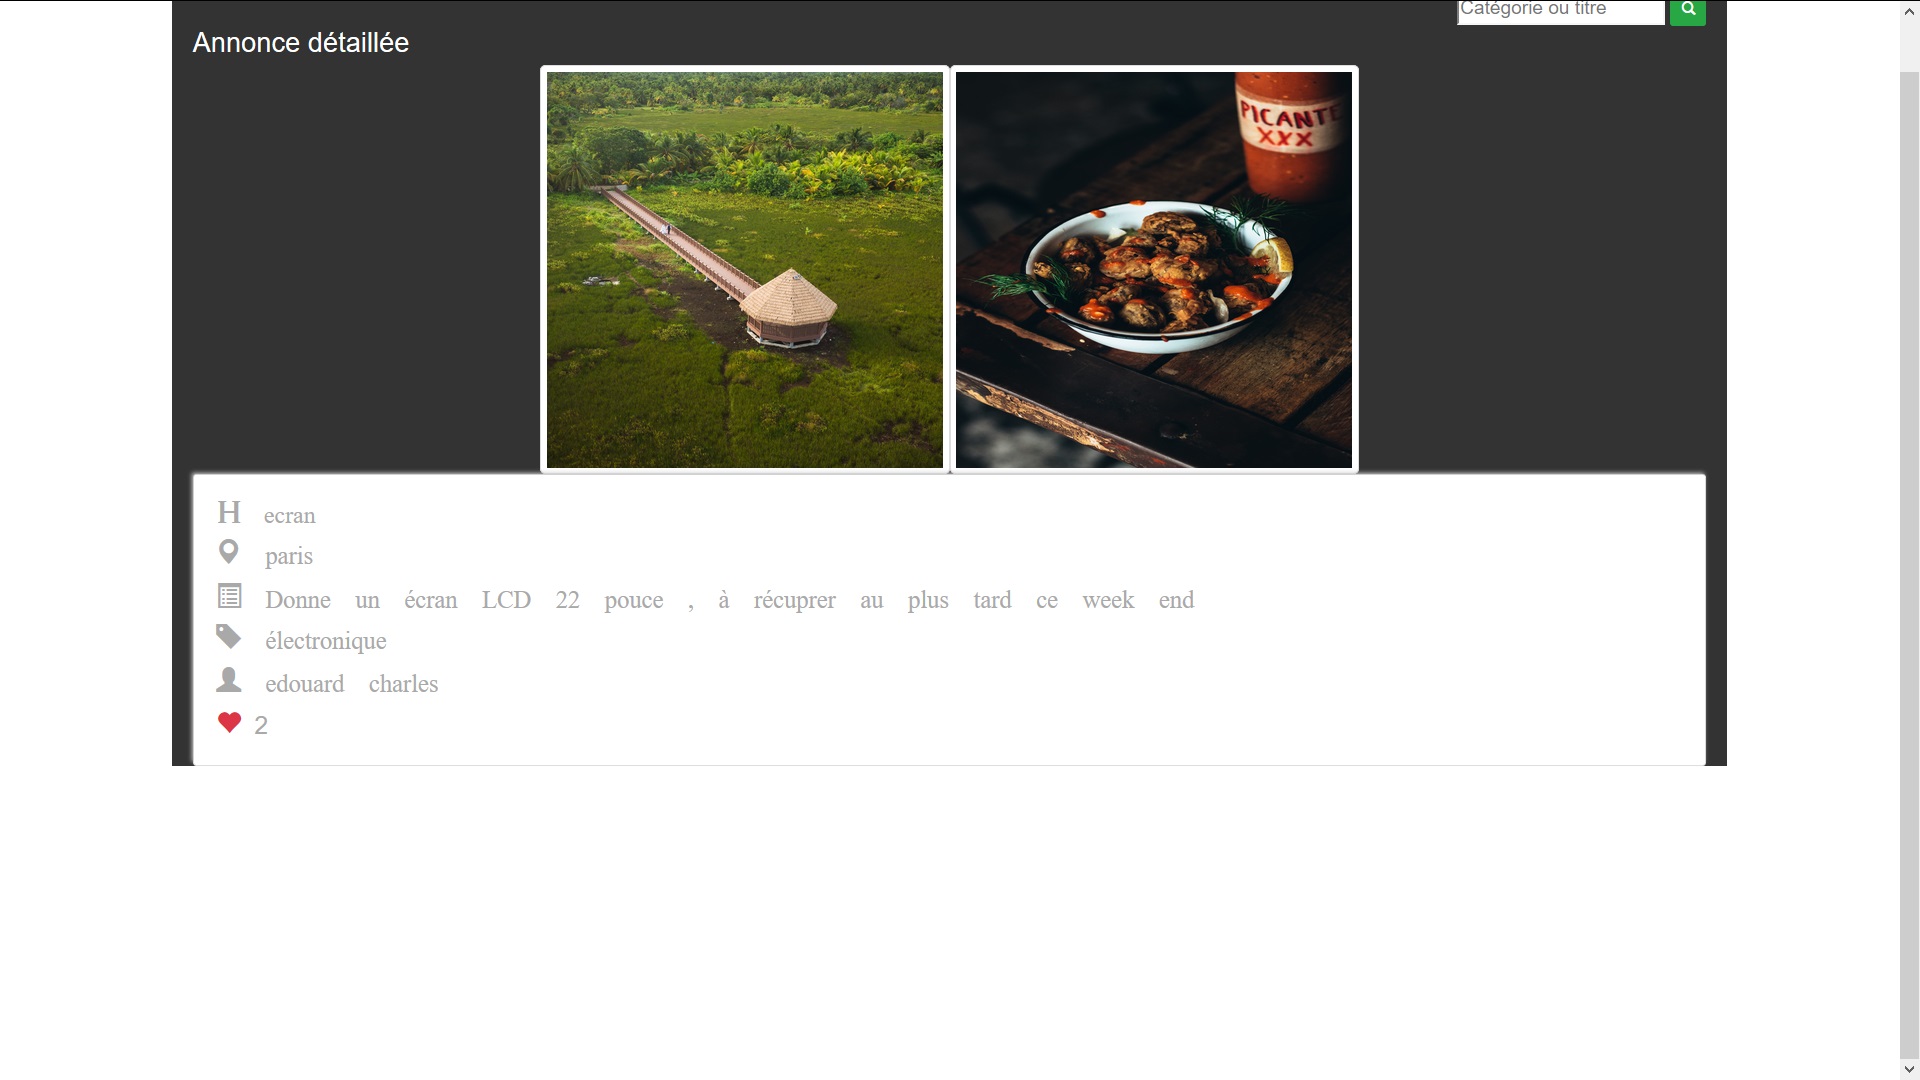 Catégorie ou titre
Annonce détaillée
PICANTE
XXX
H ecran
paris
Donne un écran LCD 22 pouce , à récuprer au plus tard ce week end
électronique
edouard charles
2